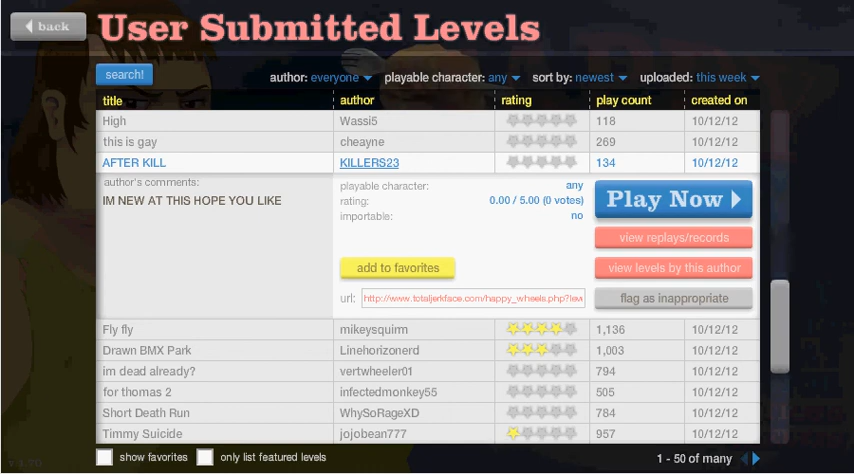 back
User Submitted Levels
search!
author: everyone playable character: any sort by: newest uploaded: this week
title author rating play count created on
High Wassi5 118 10/12/12
this is gay cheayne 269 10/12/12
AFTER KILL KILLERS23 134 10/12/12
author's comments:
IM NEW AT THIS HOPE YOU LIKE
playable character: any
rating: 0.00 / 5.00 (0 votes)
importable: no
Play Now
view replays/records
add to favorites
view levels by this author
url: http://www.totaljerkface.com/happy_wheels.php?lev
flag as inappropriate
Fly fly mikeysquirm 1,136 10/12/12
Drawn BMX Park Linehorizonerd 1,003 10/12/12
im dead already? vertwheeler01 794 10/12/12
for thomas 2 infectedmonkey55 505 10/12/12
Short Death Run WhySoRageXD 784 10/12/12
Timmy Suicide jojobean777 957 10/12/12
show favorites only list featured levels 1 - 50 of many